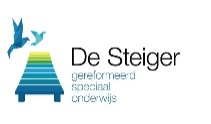 De Steiger
gereformeerd
speciaal
onderwijs